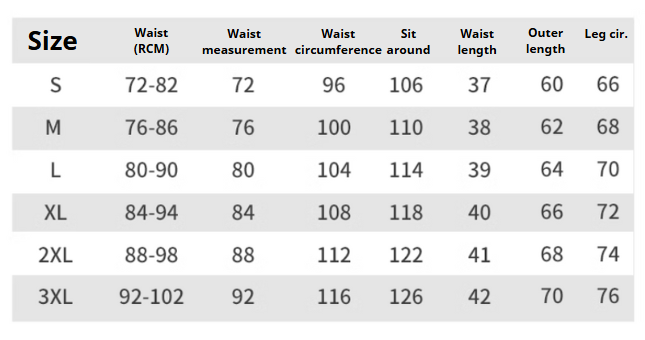 Size Waist (RCM) Waist measurement Waist circumference Sit around Waist length Outer length Leg cir.
S 72-82 72 96 106 37 60 66
M 76-86 76 100 110 38 62 68
L 80-90 80 104 114 39 64 70
XL 84-94 84 108 118 40 66 72
2XL 88-98 88 112 122 41 68 74
3XL 92-102 92 116 126 42 70 76